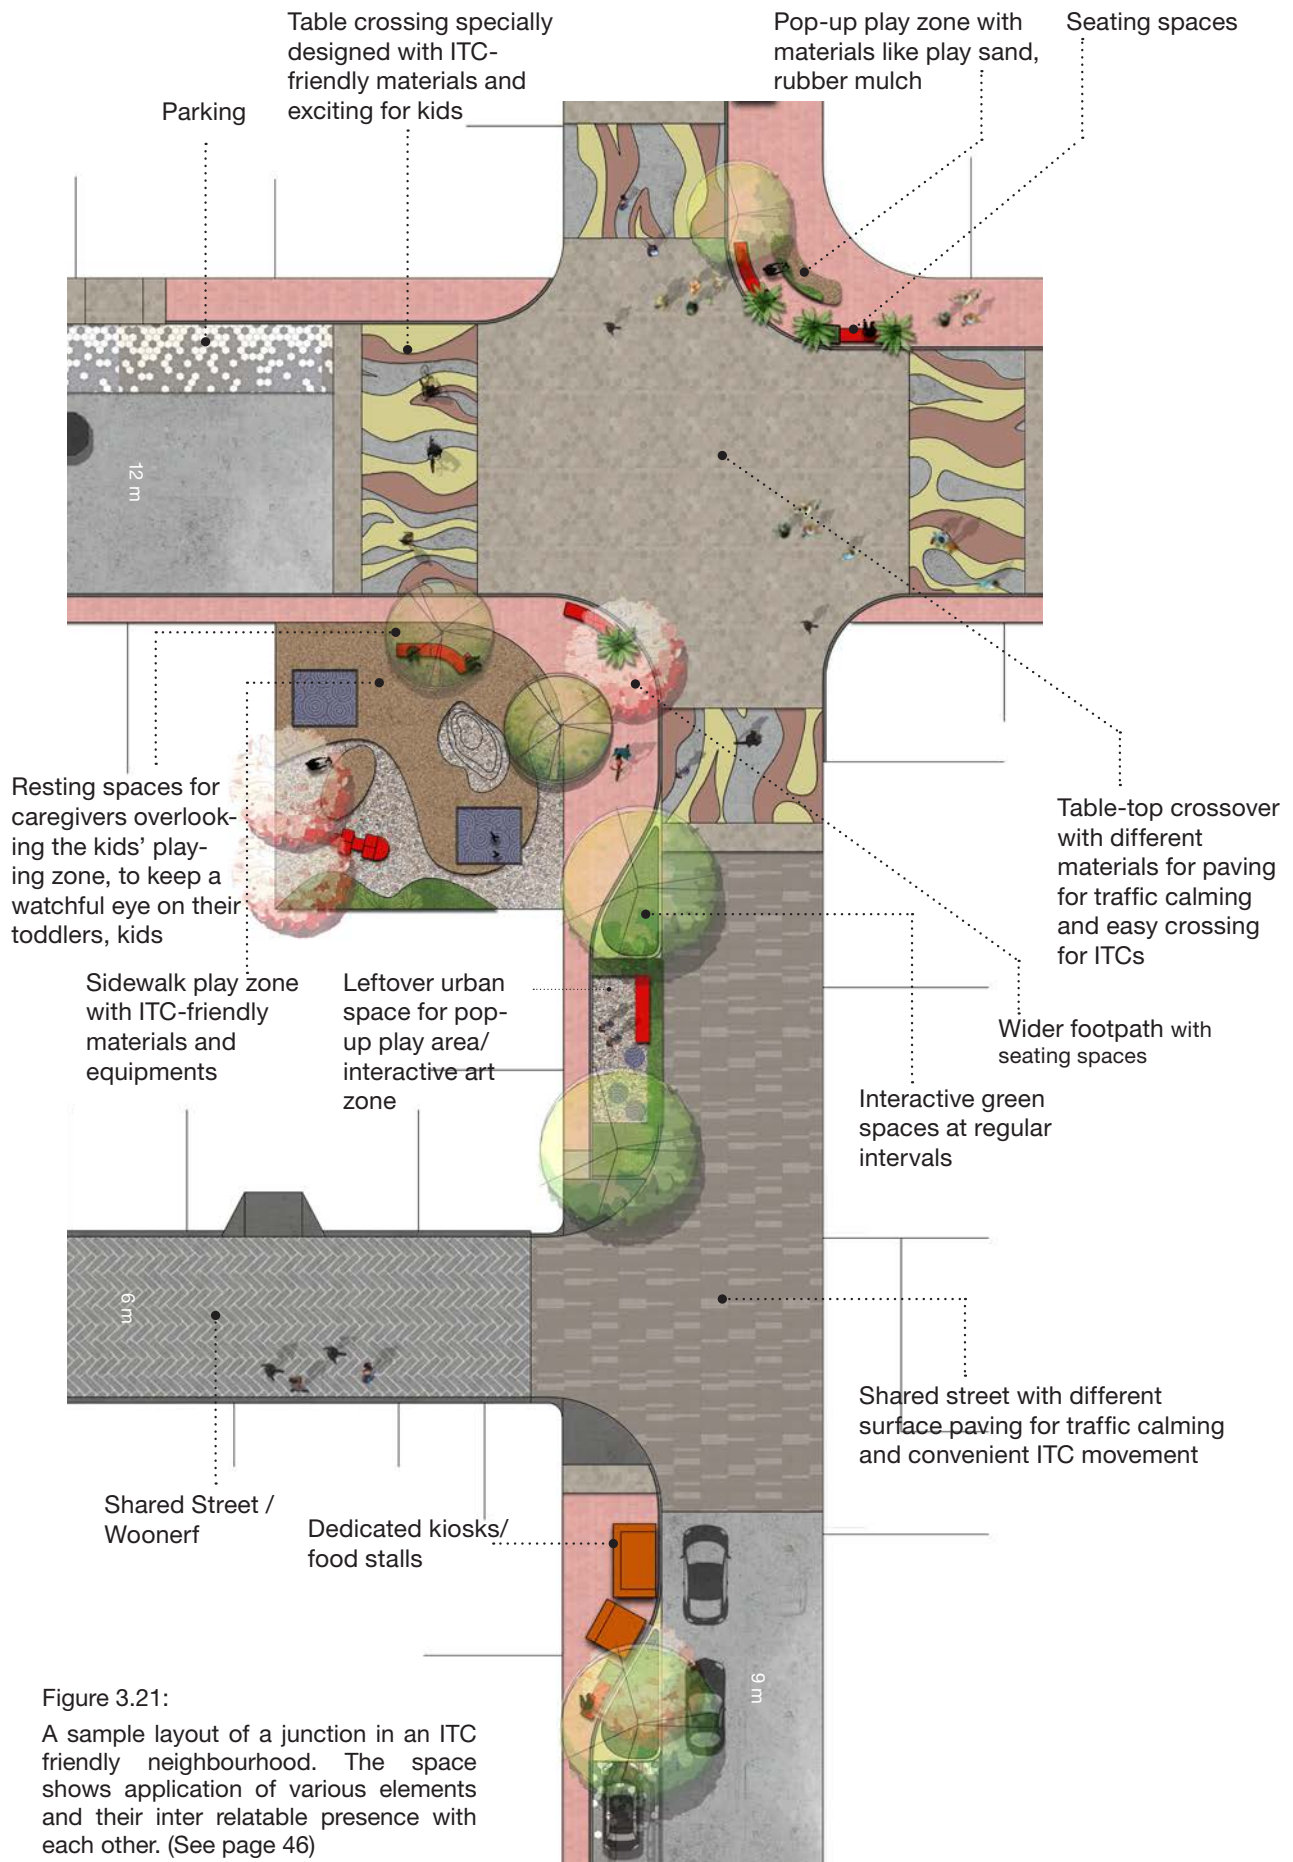 Table crossing specially
designed with ITC-
friendly materials and
exciting for kids
Pop-up play zone with
materials like play sand,
rubber mulch
Seating spaces
Parking
12 m
Resting spaces for
caregivers overlook-
ing the kids' play-
ing zone, to keep a
watchful eye on their
toddlers, kids
Table-top crossover
with different
materials for paving
for traffic calming
and easy crossing
for ITCs
Sidewalk play zone
with ITC-friendly
materials and
equipments
Leftover urban
space for pop-
up play area/
interactive art
zone
Wider footpath with
seating spaces
Interactive green
spaces at regular
intervals
6 m
Shared street with different
surface paving for traffic calming
and convenient ITC movement
Shared Street /
Woonerf
Dedicated kiosks/
food stalls
9 m
Figure 3.21:
A sample layout of a junction in an ITC
friendly neighbourhood. The space
shows application of various elements
and their inter relatable presence with
each other. (See page 46)